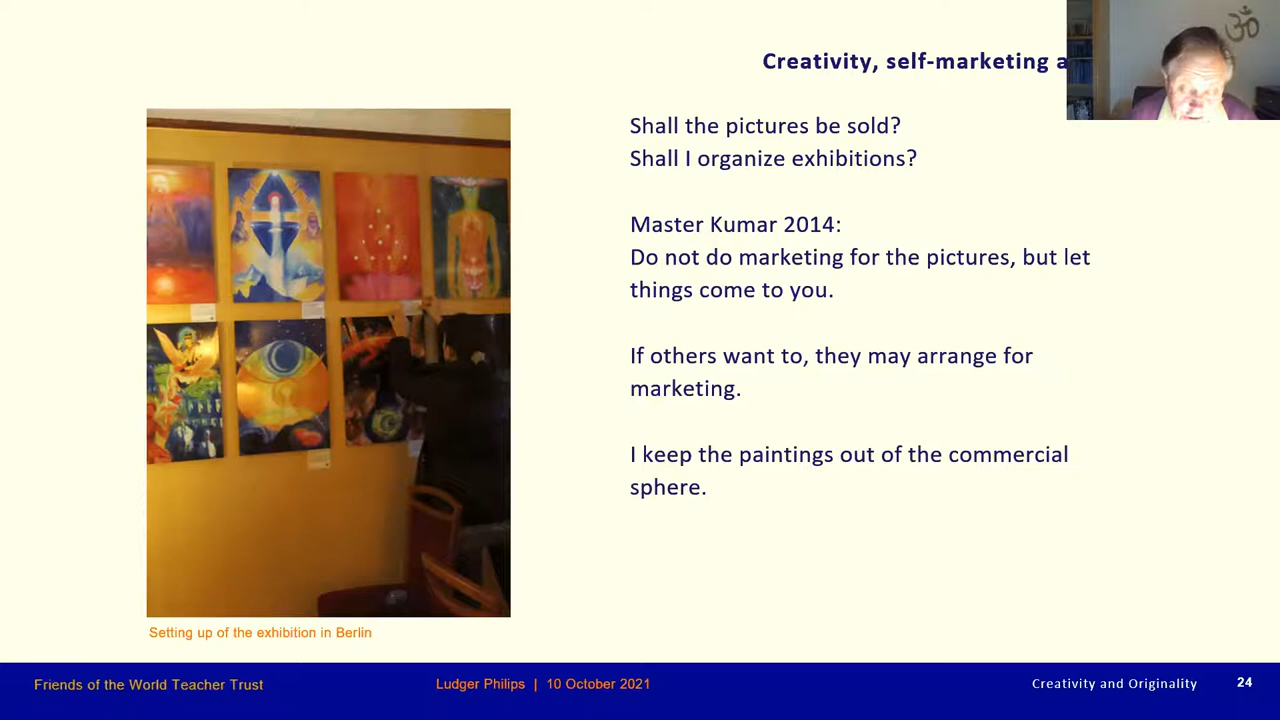 Creativity, self-marketing
Shall the pictures be sold?
Shall I organize exhibitions?
Master Kumar 2014:
Do not do marketing for the pictures, but let
things come to you.
If others want to, they may arrange for
marketing.
I keep the paintings out of the commercial
sphere.
Setting up of the exhibition in Berlin
Friends of the World Teacher Trust
Ludger Philips | 10 October 2021
Creativity and Originality
24
ॐ